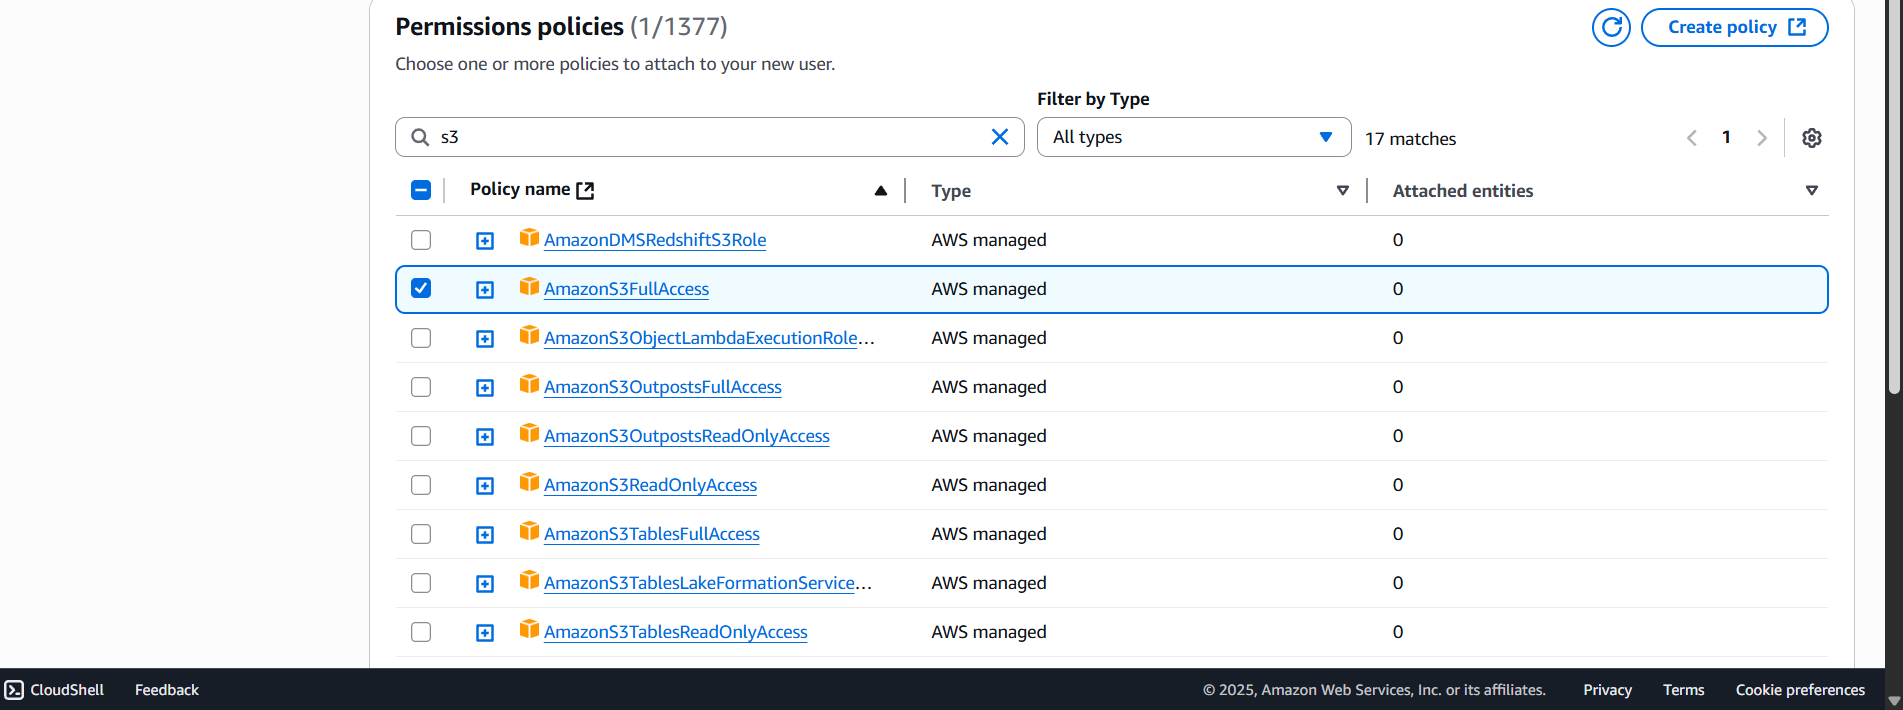 Permissions policies (1/1377)
Create policy
Choose one or more policies to attach to your new user.
Filter by Type
s3
All types
17 matches
1
Policy name
Type
Attached entities
AmazonDMSRedshiftS3Role AWS managed 0
AmazonS3FullAccess AWS managed 0
AmazonS3ObjectLambdaExecutionRole... AWS managed 0
AmazonS3OutpostsFullAccess AWS managed 0
AmazonS3OutpostsReadOnlyAccess AWS managed 0
AmazonS3ReadOnlyAccess AWS managed 0
AmazonS3TablesFullAccess AWS managed 0
AmazonS3TablesLakeFormationService... AWS managed 0
AmazonS3TablesReadOnlyAccess AWS managed 0
CloudShell Feedback © 2025, Amazon Web Services, Inc. or its affiliates. Privacy Terms Cookie preferences